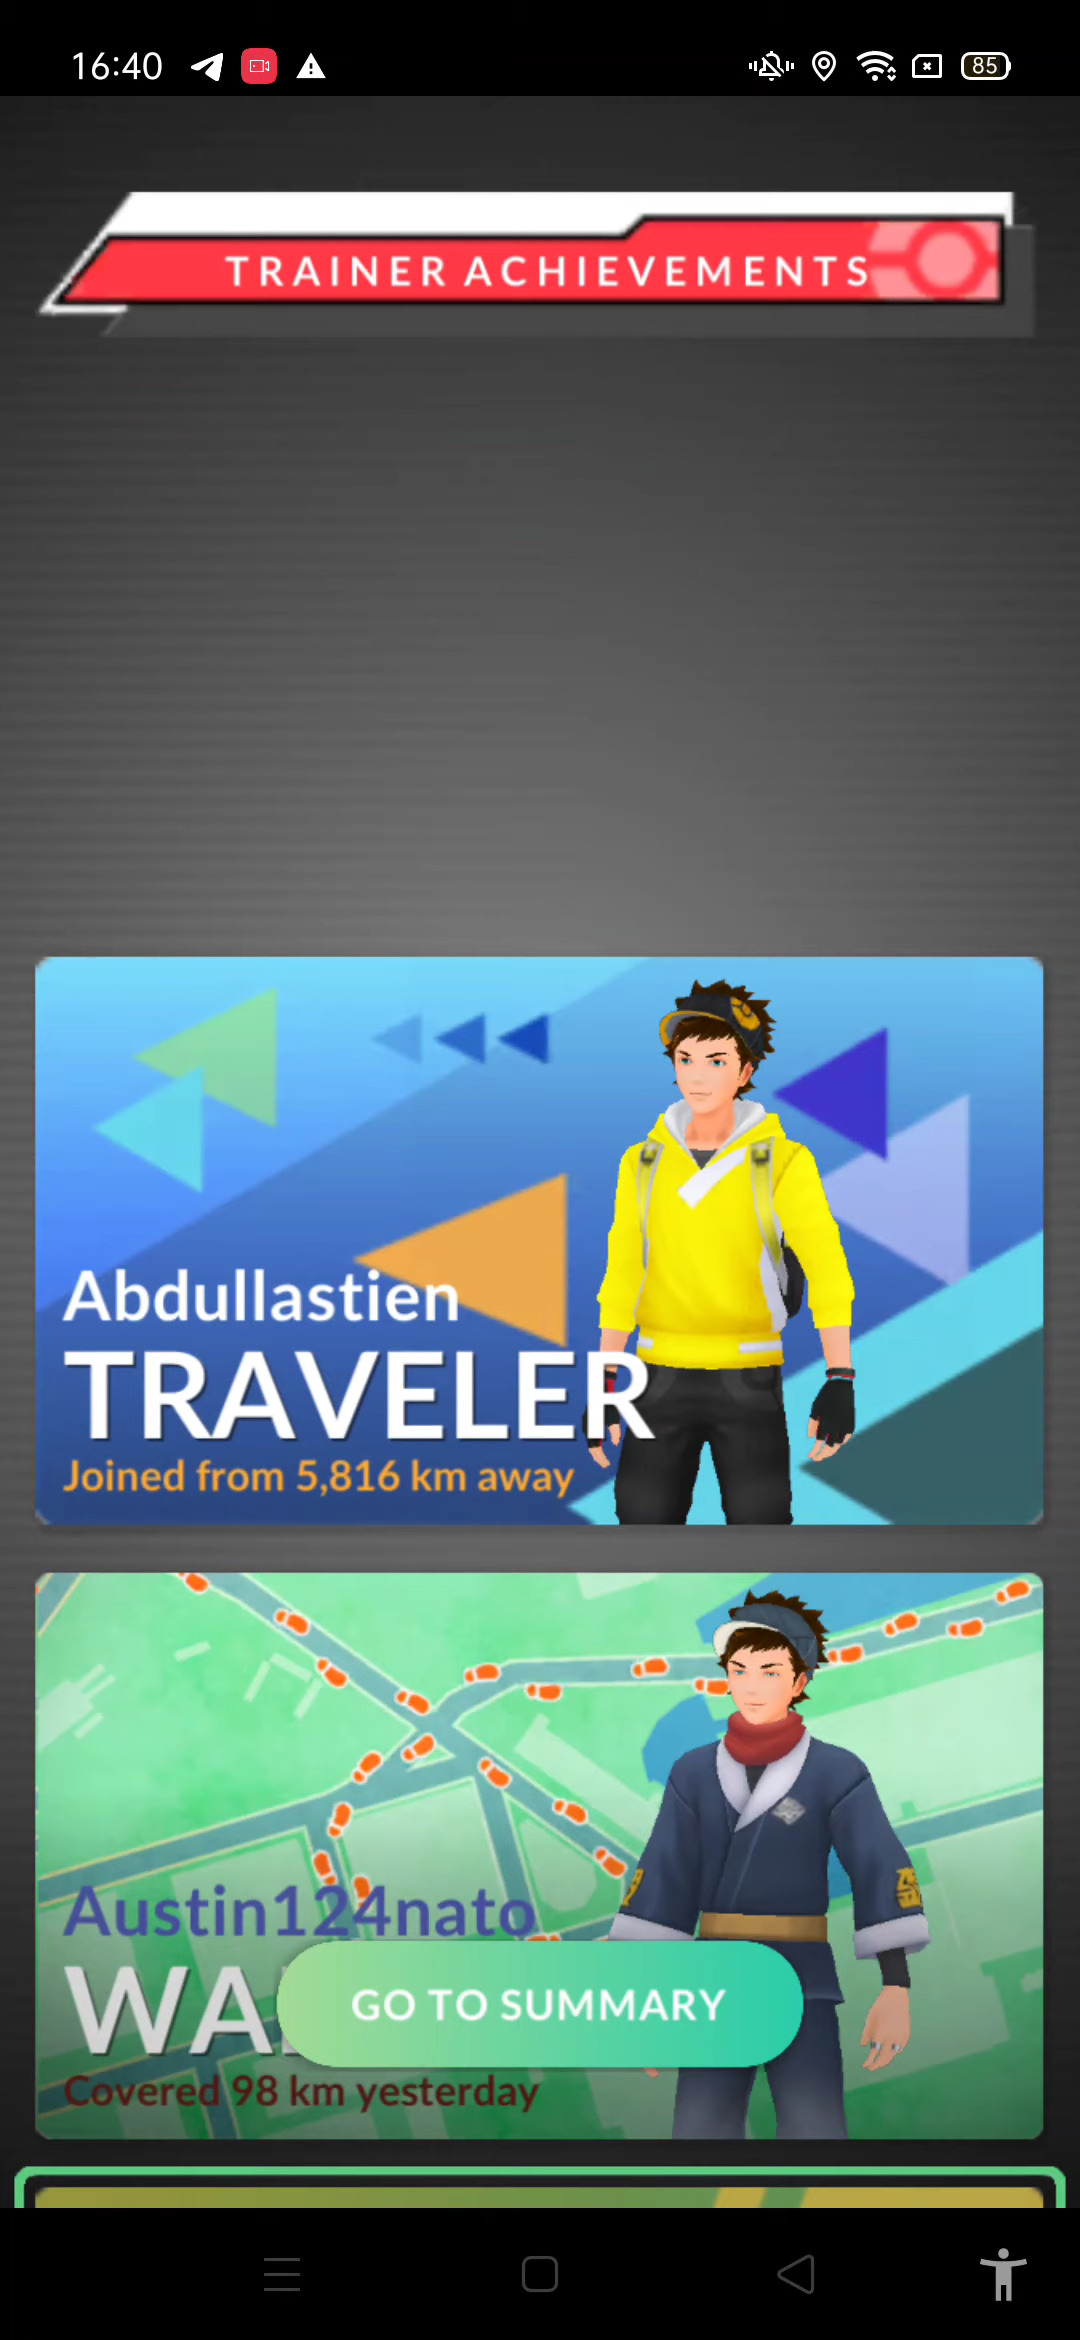 16:40
85
TRAINER ACHIEVEMENTS
Abdullastien
TRAVELER
Joined from 5,816 km away
Austin124nato
GO TO SUMMARY
Covered 98 km yesterday